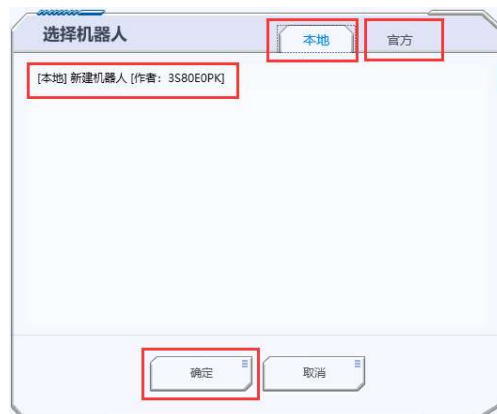 选择机器人
本地
官方
[本地] 新建机器人 [作者: 3S80E0PK]
确定
取消